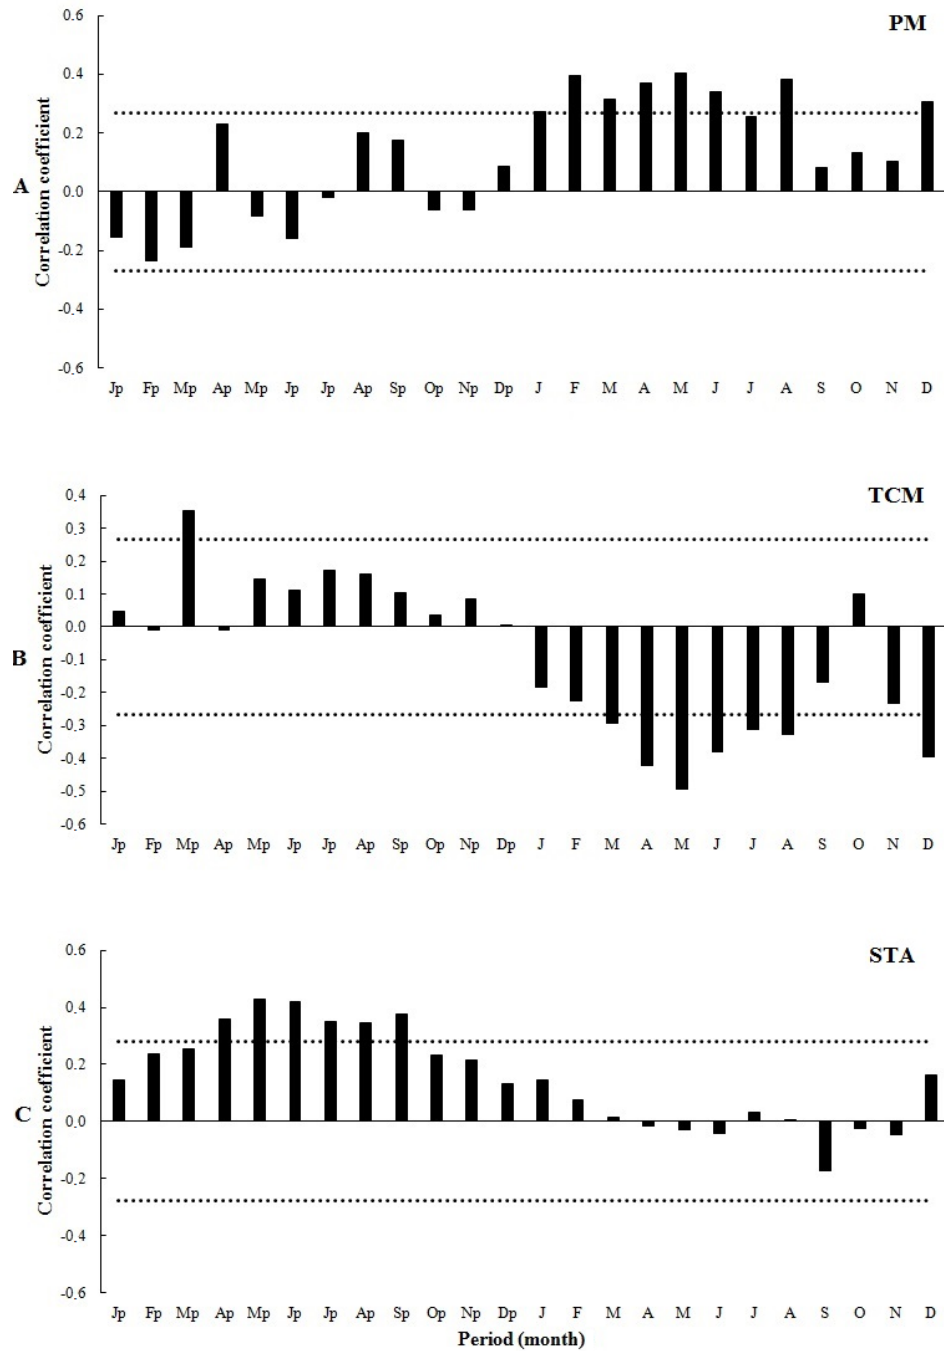 PM
0.6
0.4
0.2
0.0
-0.2
-0.4
-0.6
A
Correlation coefficient
Jp Fp Mp Ap Mp Jp Jp Ap Sp Op Np Dp J F M A M J J A S O N D
TCM
0.4
0.3
0.2
0.1
0.0
-0.1
-0.2
-0.3
-0.4
-0.5
-0.6
B
Correlation coefficient
Jp Fp Mp Ap Mp Jp Jp Ap Sp Op Np Dp J F M A M J J A S O N D
STA
0.6
0.4
0.2
0.0
-0.2
-0.4
-0.6
C
Correlation coefficient
Jp Fp Mp Ap Mp Jp Jp Ap Sp Op Np Dp J F M A M J J A S O N D
Period (month)